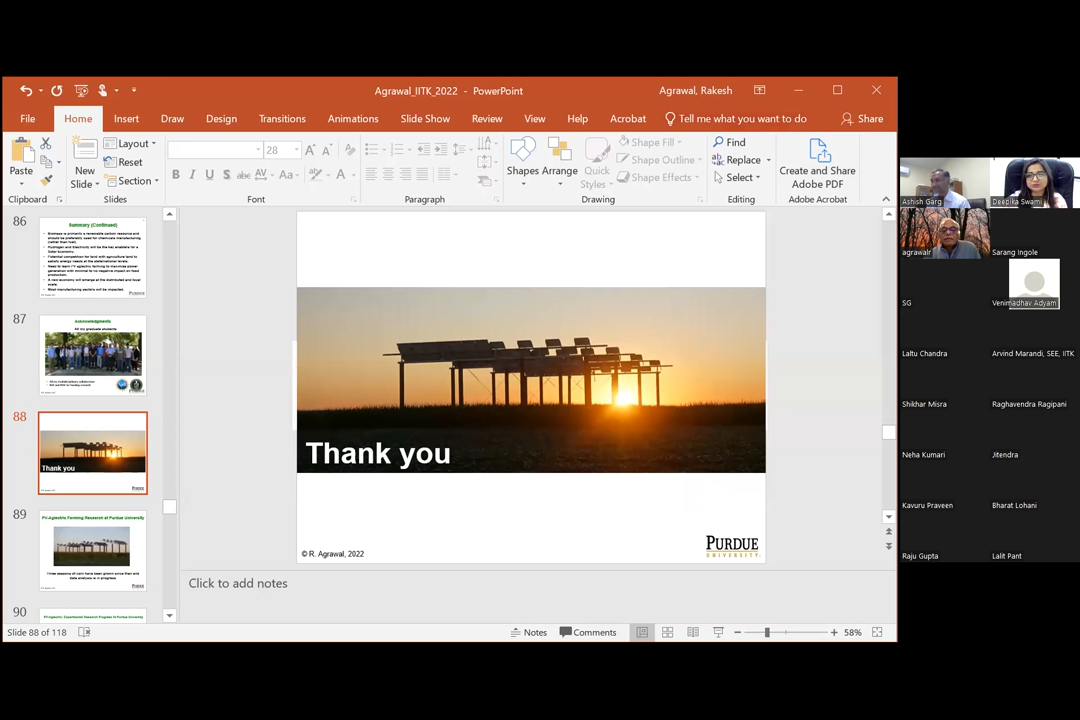 Agrawal_IITK_2022 - PowerPoint
Agrawal, Rakesh
File Home Insert Draw Design Transitions Animations Slide Show Review View Help Acrobat Tell me what you want to do Share
Paste
New
Slide
Layout
Reset
Section
28
Shapes
Arrange
Quick
Styles
Shape Fill
Shape Outline
Shape Effects
Find
Replace
Select
Create and Share
Adobe PDF
Clipboard Slides Font Paragraph Drawing Editing Adobe Acrobat
86
Summary (Continued)
87
Acknowledgments
All my graduate students
88
Thank you
89
PV-Aglectric Farming Research at Purdue University
90
Thank you
© R. Agrawal, 2022
PURDUE
UNIVERSITY
Click to add notes
Slide 88 of 118
Notes
Comments
58%
Ashish Garg
Deepika Swami
agrawalr
Sarang Ingole
SG
Venimadhav Adyam
Laltu Chandra
Arvind Marandi, SEE, IITK
Shikhar Misra
Raghavendra Ragipani
Neha Kumari
Jitendra
Kavuru Praveen
Bharat Lohani
Raju Gupta
Lalit Pant